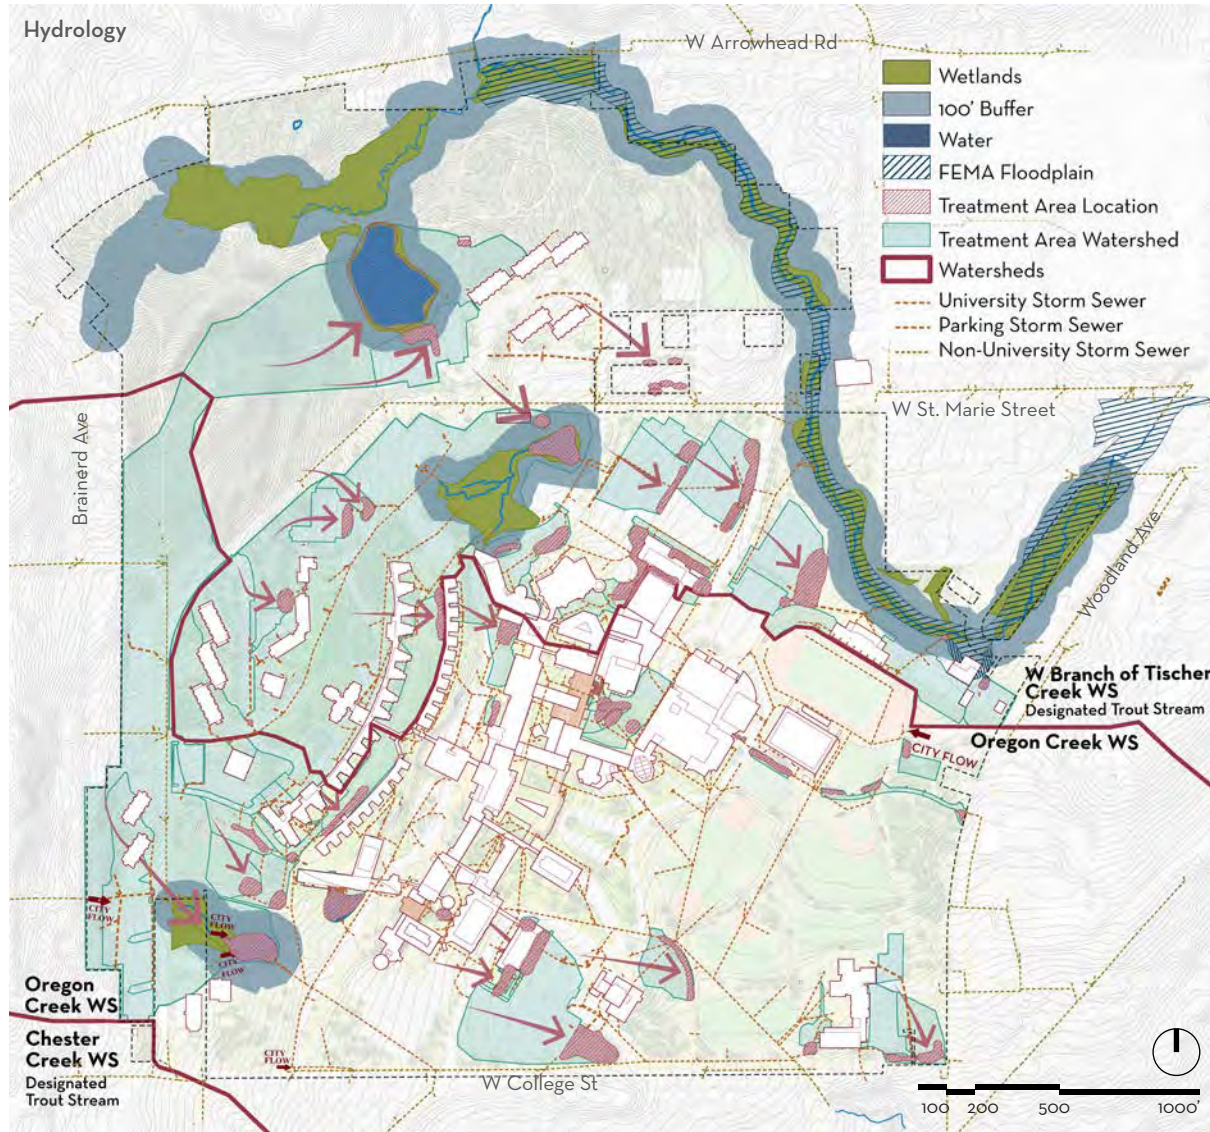 Hydrology
W Arrowhead Rd
Wetlands
100' Buffer
Water
FEMA Floodplain
Treatment Area Location
Treatment Area Watershed
Watersheds
University Storm Sewer
Parking Storm Sewer
Non-University Storm Sewer
W St. Marie Street
Brainerd Ave
Woodland Ave
W Branch of Tischer
Creek WS
Designated Trout Stream
Oregon Creek WS
CITY FLOW
CITY
FLOW
CITY
FLOW
CITY
FLOW
Oregon
Creek WS
Chester
Creek WS
Designated
Trout Stream
CITY
FLOW
W College St
100 200 500 1000'